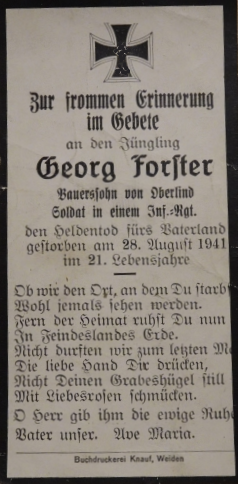 Zur frommen Erinnerung
im Gebete
an den Jüngling
Georg Forster
Bauerssohn von Oberlind
Soldat in einem Inf.-Rgt.
den Heldentod fürs Vaterland
gestorben am 28. August 1941
im 21. Lebensjahre
Ob wir den Ort, an dem Du starbst
Wohl jemals sehen werden.
Fern der Heimat ruhst Du nun
In Feindeslandes Erde.
Nicht durften wir zum letzten
Die liebe Hand Dir drücken,
Nicht Deinen Grabeshügel still
Mit Liebesrosen schmücken.
O Herr gib ihm die ewige Ruhe
Vater unser. Ave Maria.
Buchdruckerei Knauf, Weiden